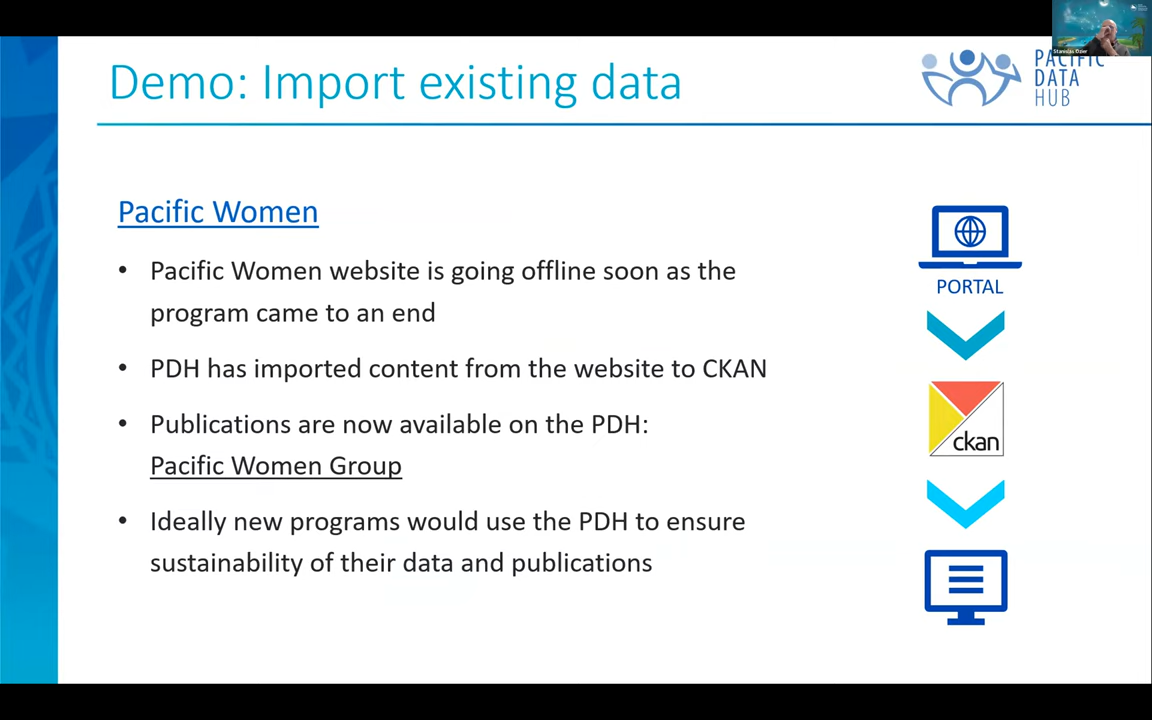 Stanislas Ozier
Demo: Import existing data
PACIFIC
DATA
HUB
Pacific Women
• Pacific Women website is going offline soon as the
program came to an end
• PDH has imported content from the website to CKAN
• Publications are now available on the PDH:
Pacific Women Group
• Ideally new programs would use the PDH to ensure
sustainability of their data and publications
PORTAL
ckan